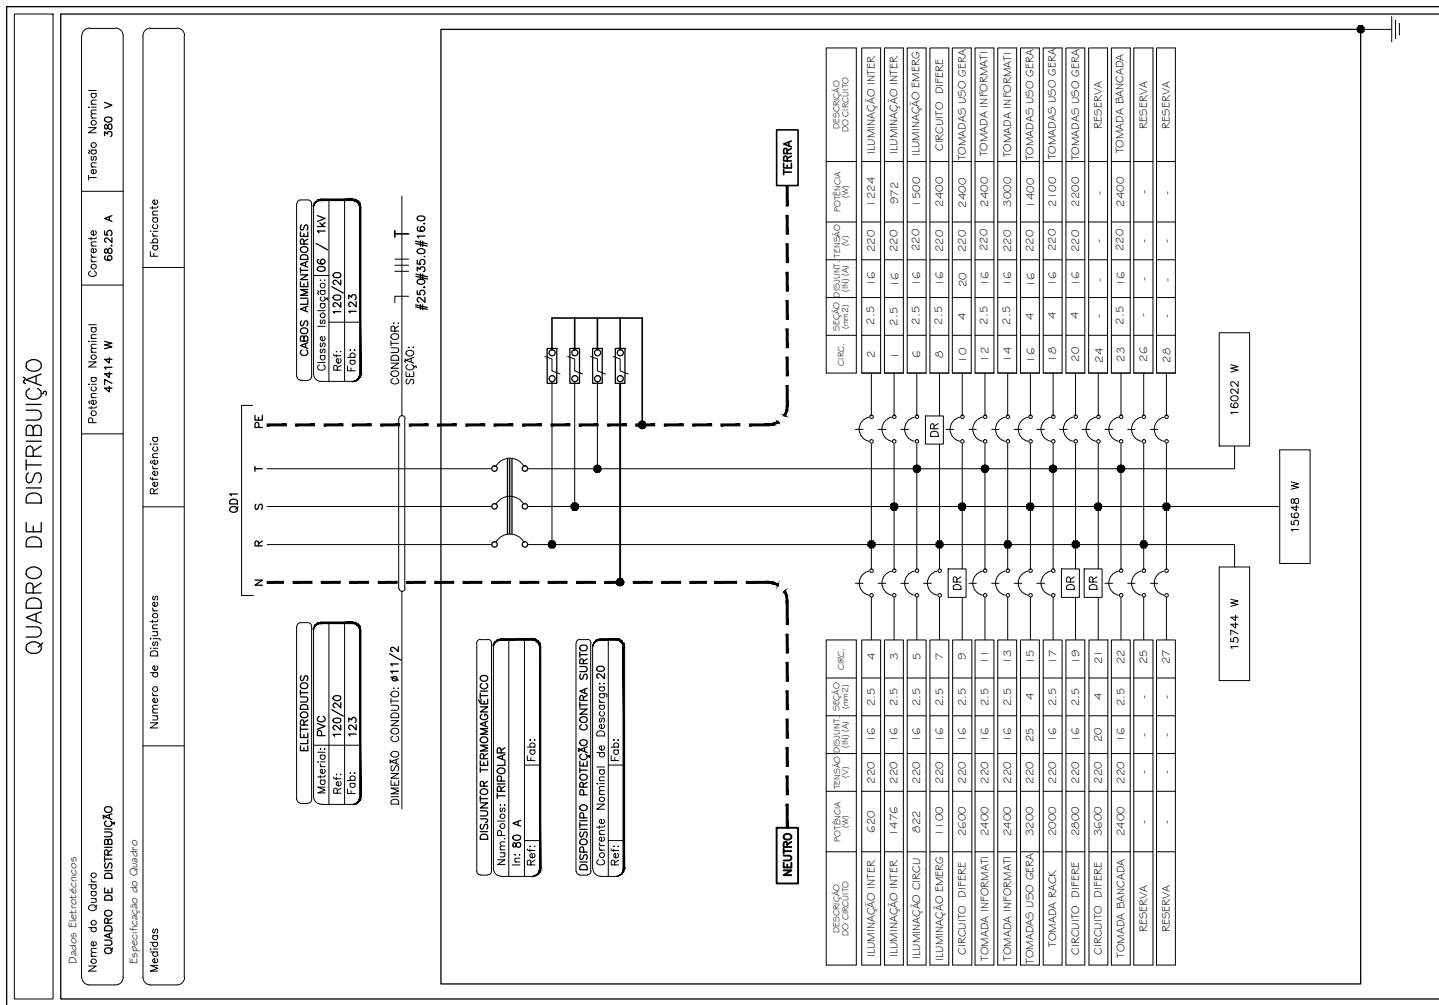 QUADRO DE DISTRIBUIÇÃO
Dados Eletrotécnicos
Nome do Quadro
QUADRO DE DISTRIBUIÇÃO
Potência Nominal
47414 W
Corrente
68.25 A
Tensão Nominal
380 V
Especificação do Quadro
Medidas
Numero de Disjuntores
Referência
Fabricante
QD1
N R S T PE
ELETRODUTOS
Material: PVC
Ref: 120/20
Fab: 123
CABOS ALIMENTADORES
Classe Isolação: 06 / 1kV
Ref: 120/20
Fab: 123
DIMENSÃO CONDUTO: ø11/2
CONDUTOR:
SEÇÃO: #25.0#35.0#16.0
DISJUNTOR TERMOMAGNÉTICO
Num.Polos: TRIPOLAR
In: 80 A
Ref: Fab:
DISPOSITIPO PROTEÇÃO CONTRA SURTO
Corrente Nominal de Descarga: 20
Ref: Fab:
NEUTRO
TERRA
DESCRIÇÃO DO CIRCUITO POTÊNCIA (W) TENSÃO (V) DISJUNT. (IN) (A) SEÇÃO (mm2) CIRC.
ILUMINAÇÃO INTER 620 220 16 2.5 4
ILUMINAÇÃO INTER 1476 220 16 2.5 3
ILUMINAÇÃO CIRCU 822 220 16 2.5 5
ILUMINAÇÃO EMERG 1100 220 16 2.5 7
CIRCUITO DIFERE 2600 220 16 2.5 9
TOMADA INFORMATI 2400 220 16 2.5 11
TOMADA INFORMATI 2400 220 16 2.5 13
TOMADAS USO GERA 3200 220 25 4 15
TOMADA RACK 2000 220 16 2.5 17
CIRCUITO DIFERE 2800 220 16 2.5 19
CIRCUITO DIFERE 3600 220 20 4 21
TOMADA BANCADA 2400 220 16 2.5 22
RESERVA - - - - 25
RESERVA - - - - 27
DR
DR
DR
DR
CIRC. SEÇÃO (mm2) DISJUNT. (IN) (A) TENSÃO (V) POTÊNCIA (W) DESCRIÇÃO DO CIRCUITO
2 2.5 16 220 1224 ILUMINAÇÃO INTER
1 2.5 16 220 972 ILUMINAÇÃO INTER
6 2.5 16 220 1500 ILUMINAÇÃO EMERG
8 2.5 16 220 2400 CIRCUITO DIFERE
10 4 20 220 2400 TOMADAS USO GERA
12 2.5 16 220 2400 TOMADA INFORMATI
14 2.5 16 220 3000 TOMADA INFORMATI
16 4 16 220 1400 TOMADAS USO GERA
18 4 16 220 2100 TOMADAS USO GERA
20 4 16 220 2200 TOMADAS USO GERA
24 - - - - RESERVA
23 2.5 16 220 2400 TOMADA BANCADA
26 - - - - RESERVA
28 - - - - RESERVA
15744 W
15648 W
16022 W